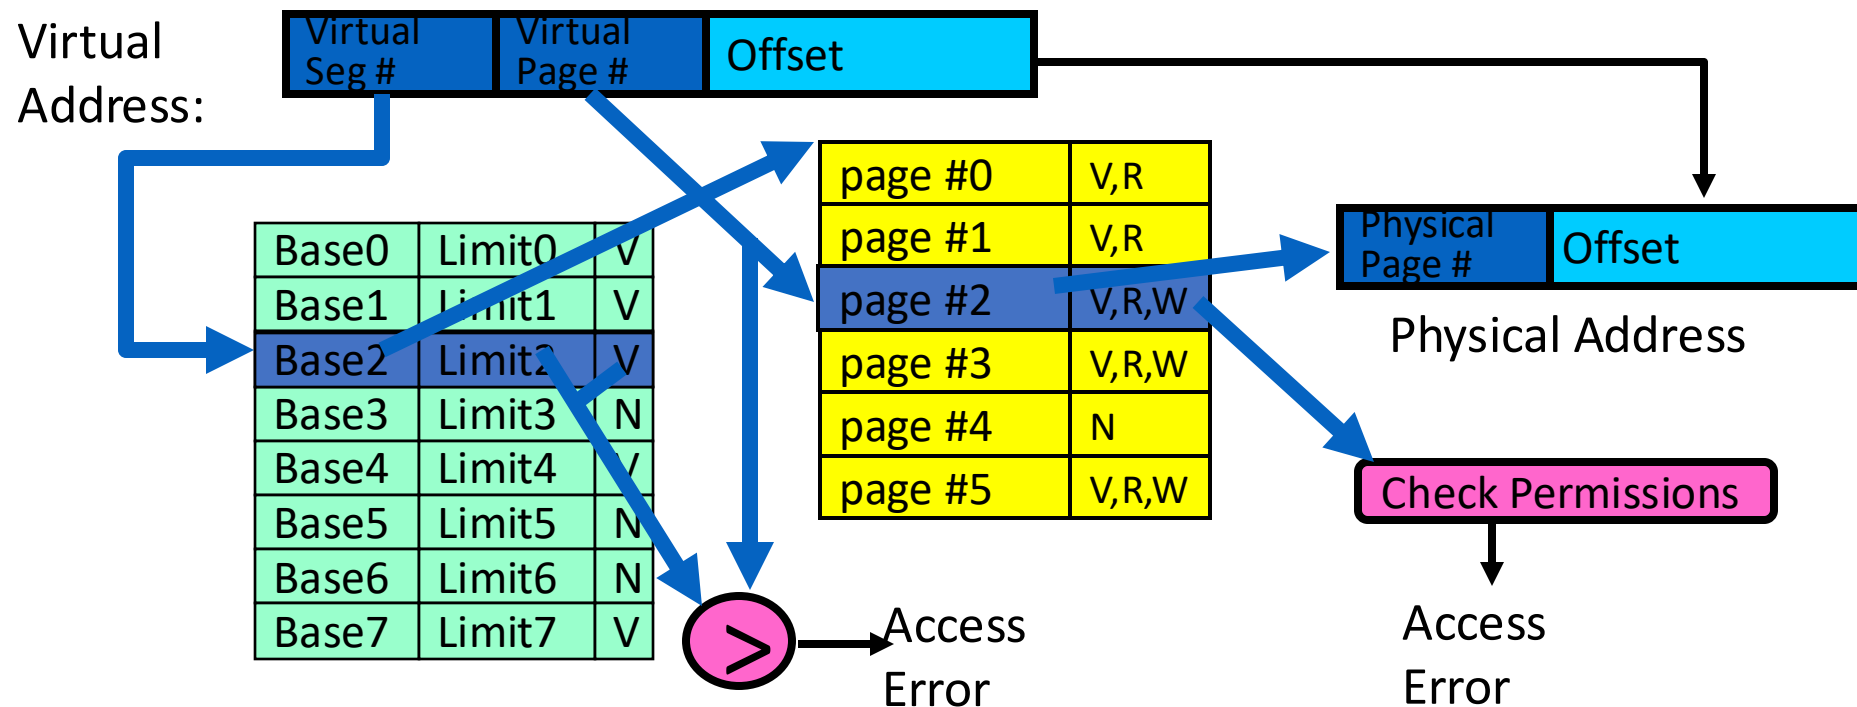 Virtual
Address:
Virtual
Seg #
Virtual
Page #
Offset
page #0 V,R
page #1 V,R
page #2 V,R,W
page #3 V,R,W
page #4 N
page #5 V,R,W
Physical
Page #
Offset
Physical Address
Base0 Limit0 V
Base1 Limit1 V
Base2 Limit2 V
Base3 Limit3 N
Base4 Limit4 V
Base5 Limit5 N
Base6 Limit6 N
Base7 Limit7 V
>
Access
Error
Check Permissions
Access
Error